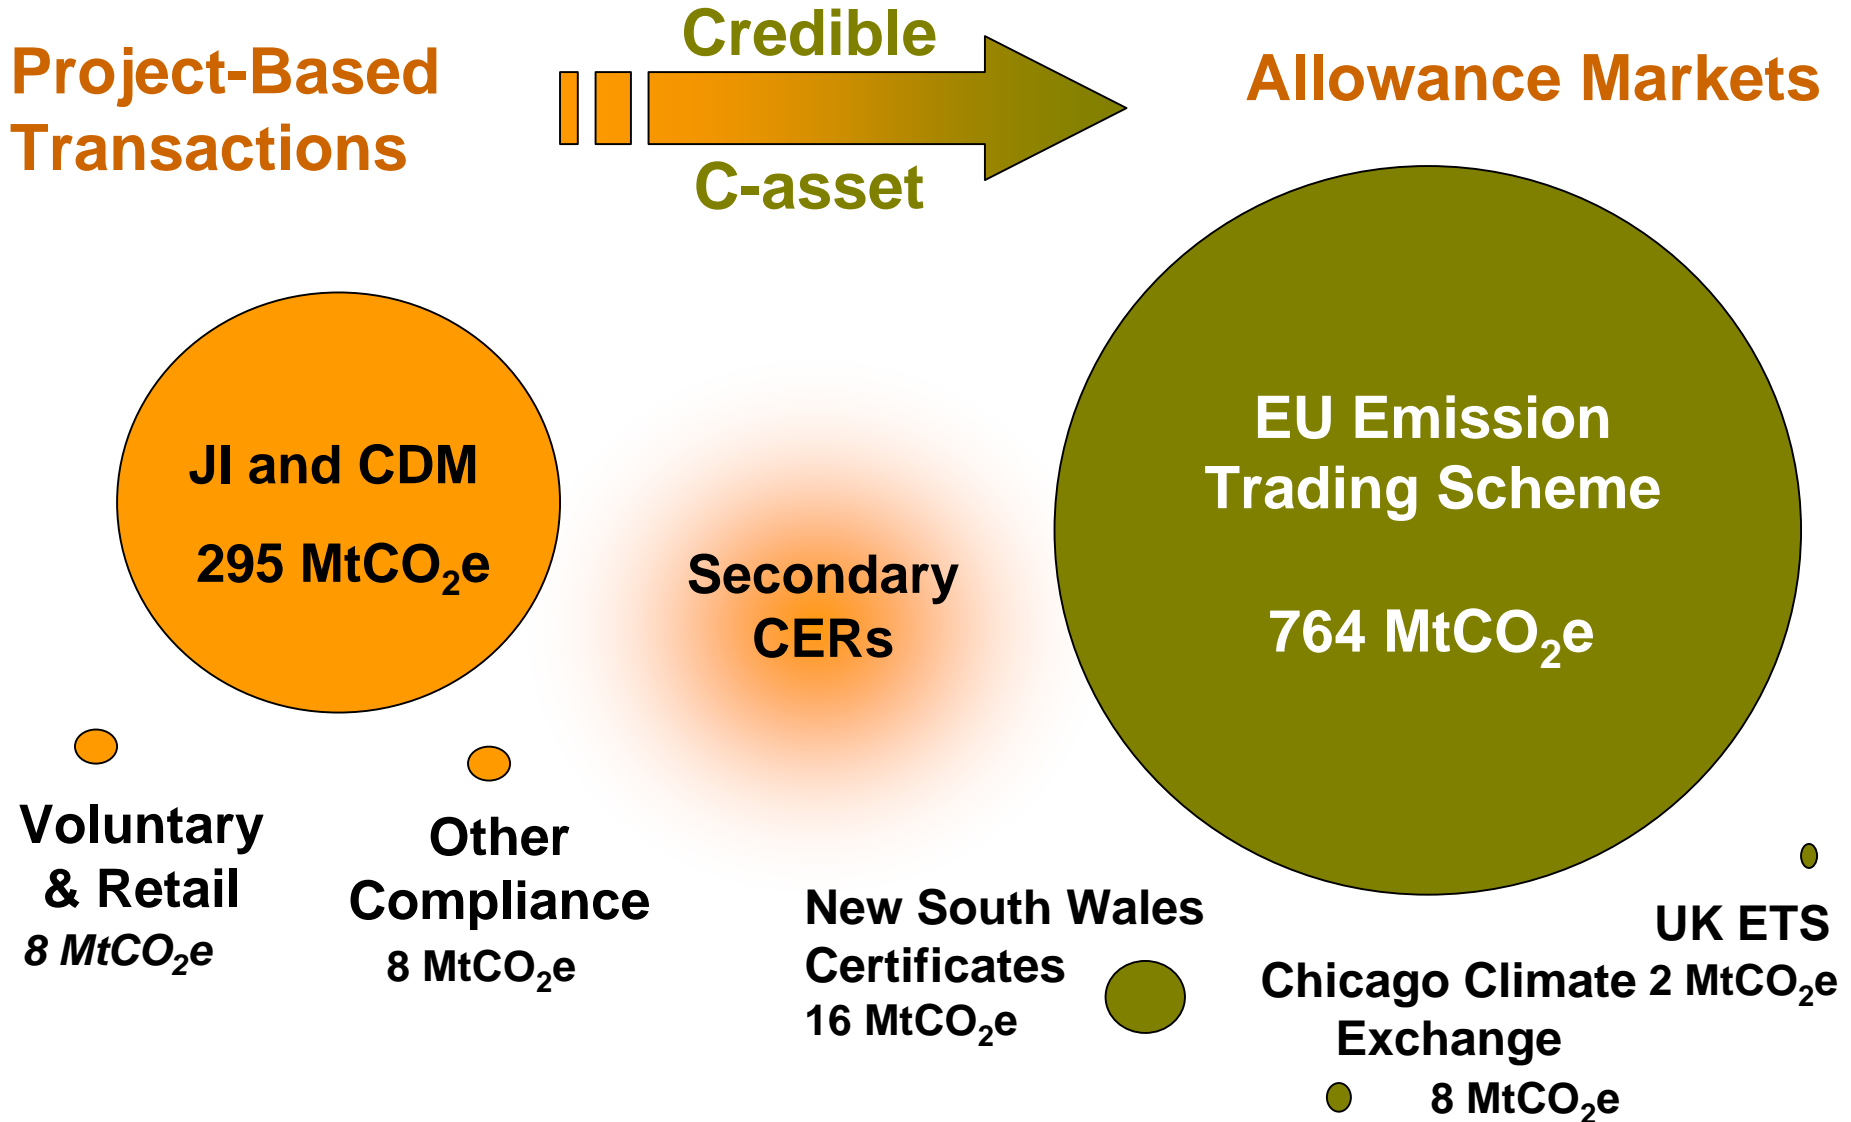 Project-Based
Transactions
Credible
C-asset
Allowance Markets
JI and CDM
295 MtCO₂e
Secondary
CERs
EU Emission
Trading Scheme
764 MtCO₂e
Voluntary
& Retail
8 MtCO₂e
Other
Compliance
8 MtCO₂e
New South Wales
Certificates
16 MtCO₂e
Chicago Climate
Exchange
8 MtCO₂e
UK ETS
2 MtCO₂e